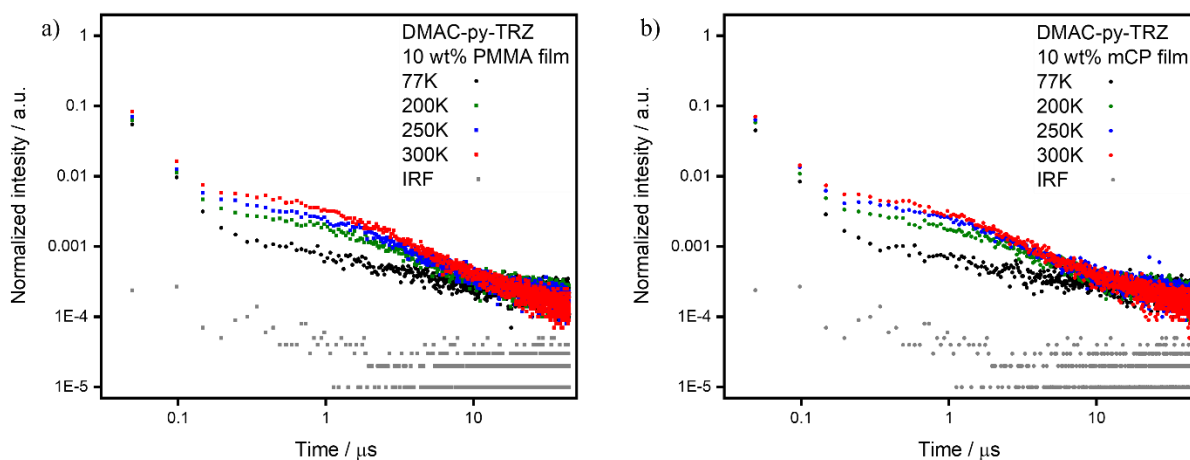 a)
DMAC-py-TRZ
10 wt% PMMA film
77K
200K
250K
300K
IRF
1
0.1
0.01
0.001
1E-4
1E-5
Normalized intesity / a.u.
0.1
1
10
Time / μs
b)
DMAC-py-TRZ
10 wt% mCP film
77K
200K
250K
300K
IRF
1
0.1
0.01
0.001
1E-4
1E-5
Normalized intesity / a.u.
0.1
1
10
Time / μs